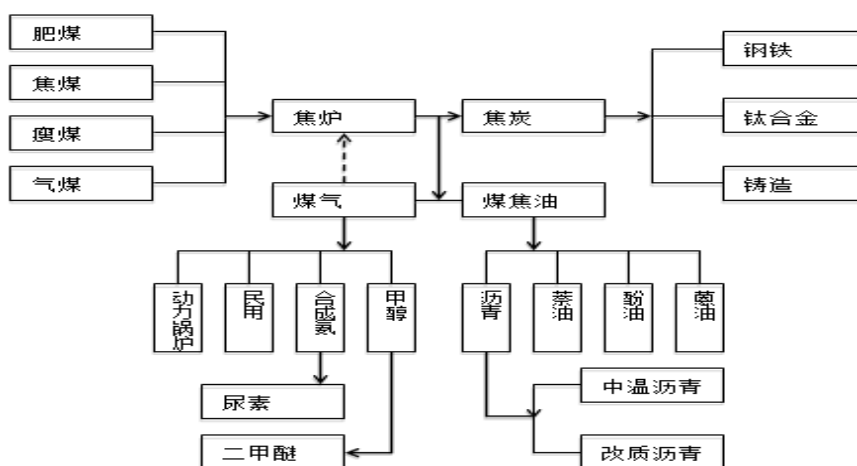 肥煤
焦煤
瘦煤
气煤
焦炉
焦炭
钢铁
钛合金
铸造
煤气
煤焦油
动力锅炉
民用
合成氨
甲醇
沥青
萘油
酚油
蒽油
尿素
二甲醚
中温沥青
改质沥青